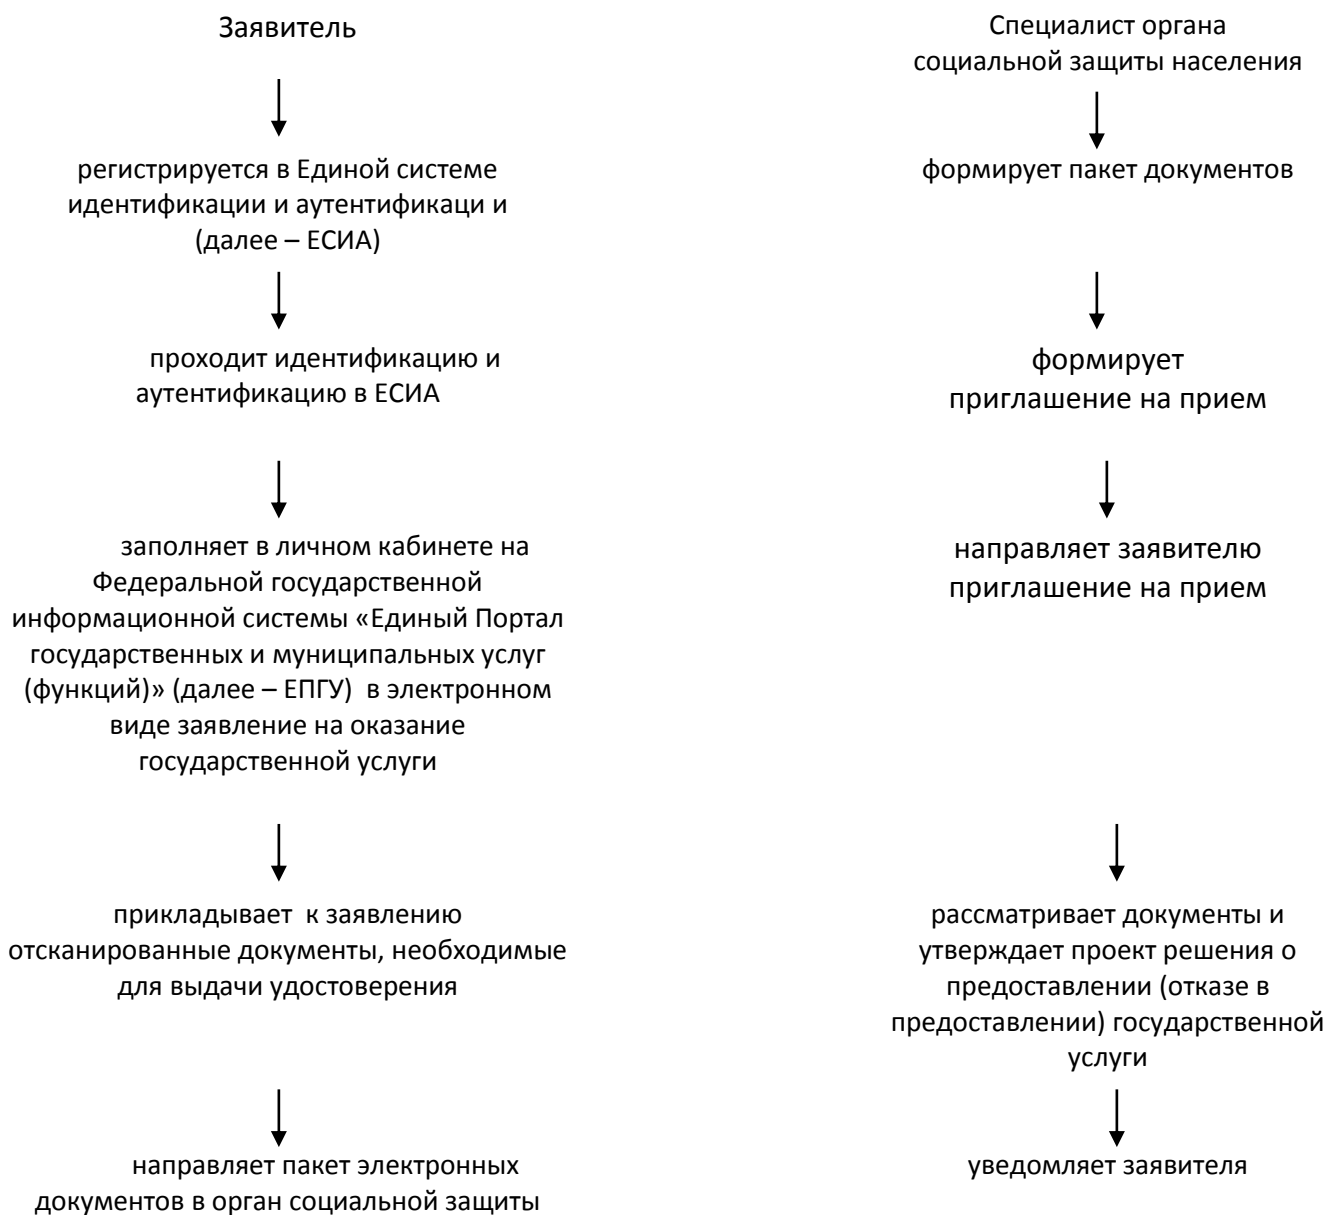 Заявитель
регистрируется в Единой системе
идентификации и аутентификаци и
(далее – ЕСИА)
проходит идентификацию и
аутентификацию в ЕСИА
заполняет в личном кабинете на
Федеральной государственной
информационной системы «Единый Портал
государственных и муниципальных услуг
(функций)» (далее – ЕПГУ)  в электронном
виде заявление на оказание
государственной услуги
прикладывает  к заявлению
отсканированные документы, необходимые
для выдачи удостоверения
направляет пакет электронных
документов в орган социальной защиты
Специалист органа
социальной защиты населения
формирует пакет документов
формирует
приглашение на прием
направляет заявителю
приглашение на прием
рассматривает документы и
утверждает проект решения о
предоставлении (отказе в
предоставлении) государственной
услуги
уведомляет заявителя